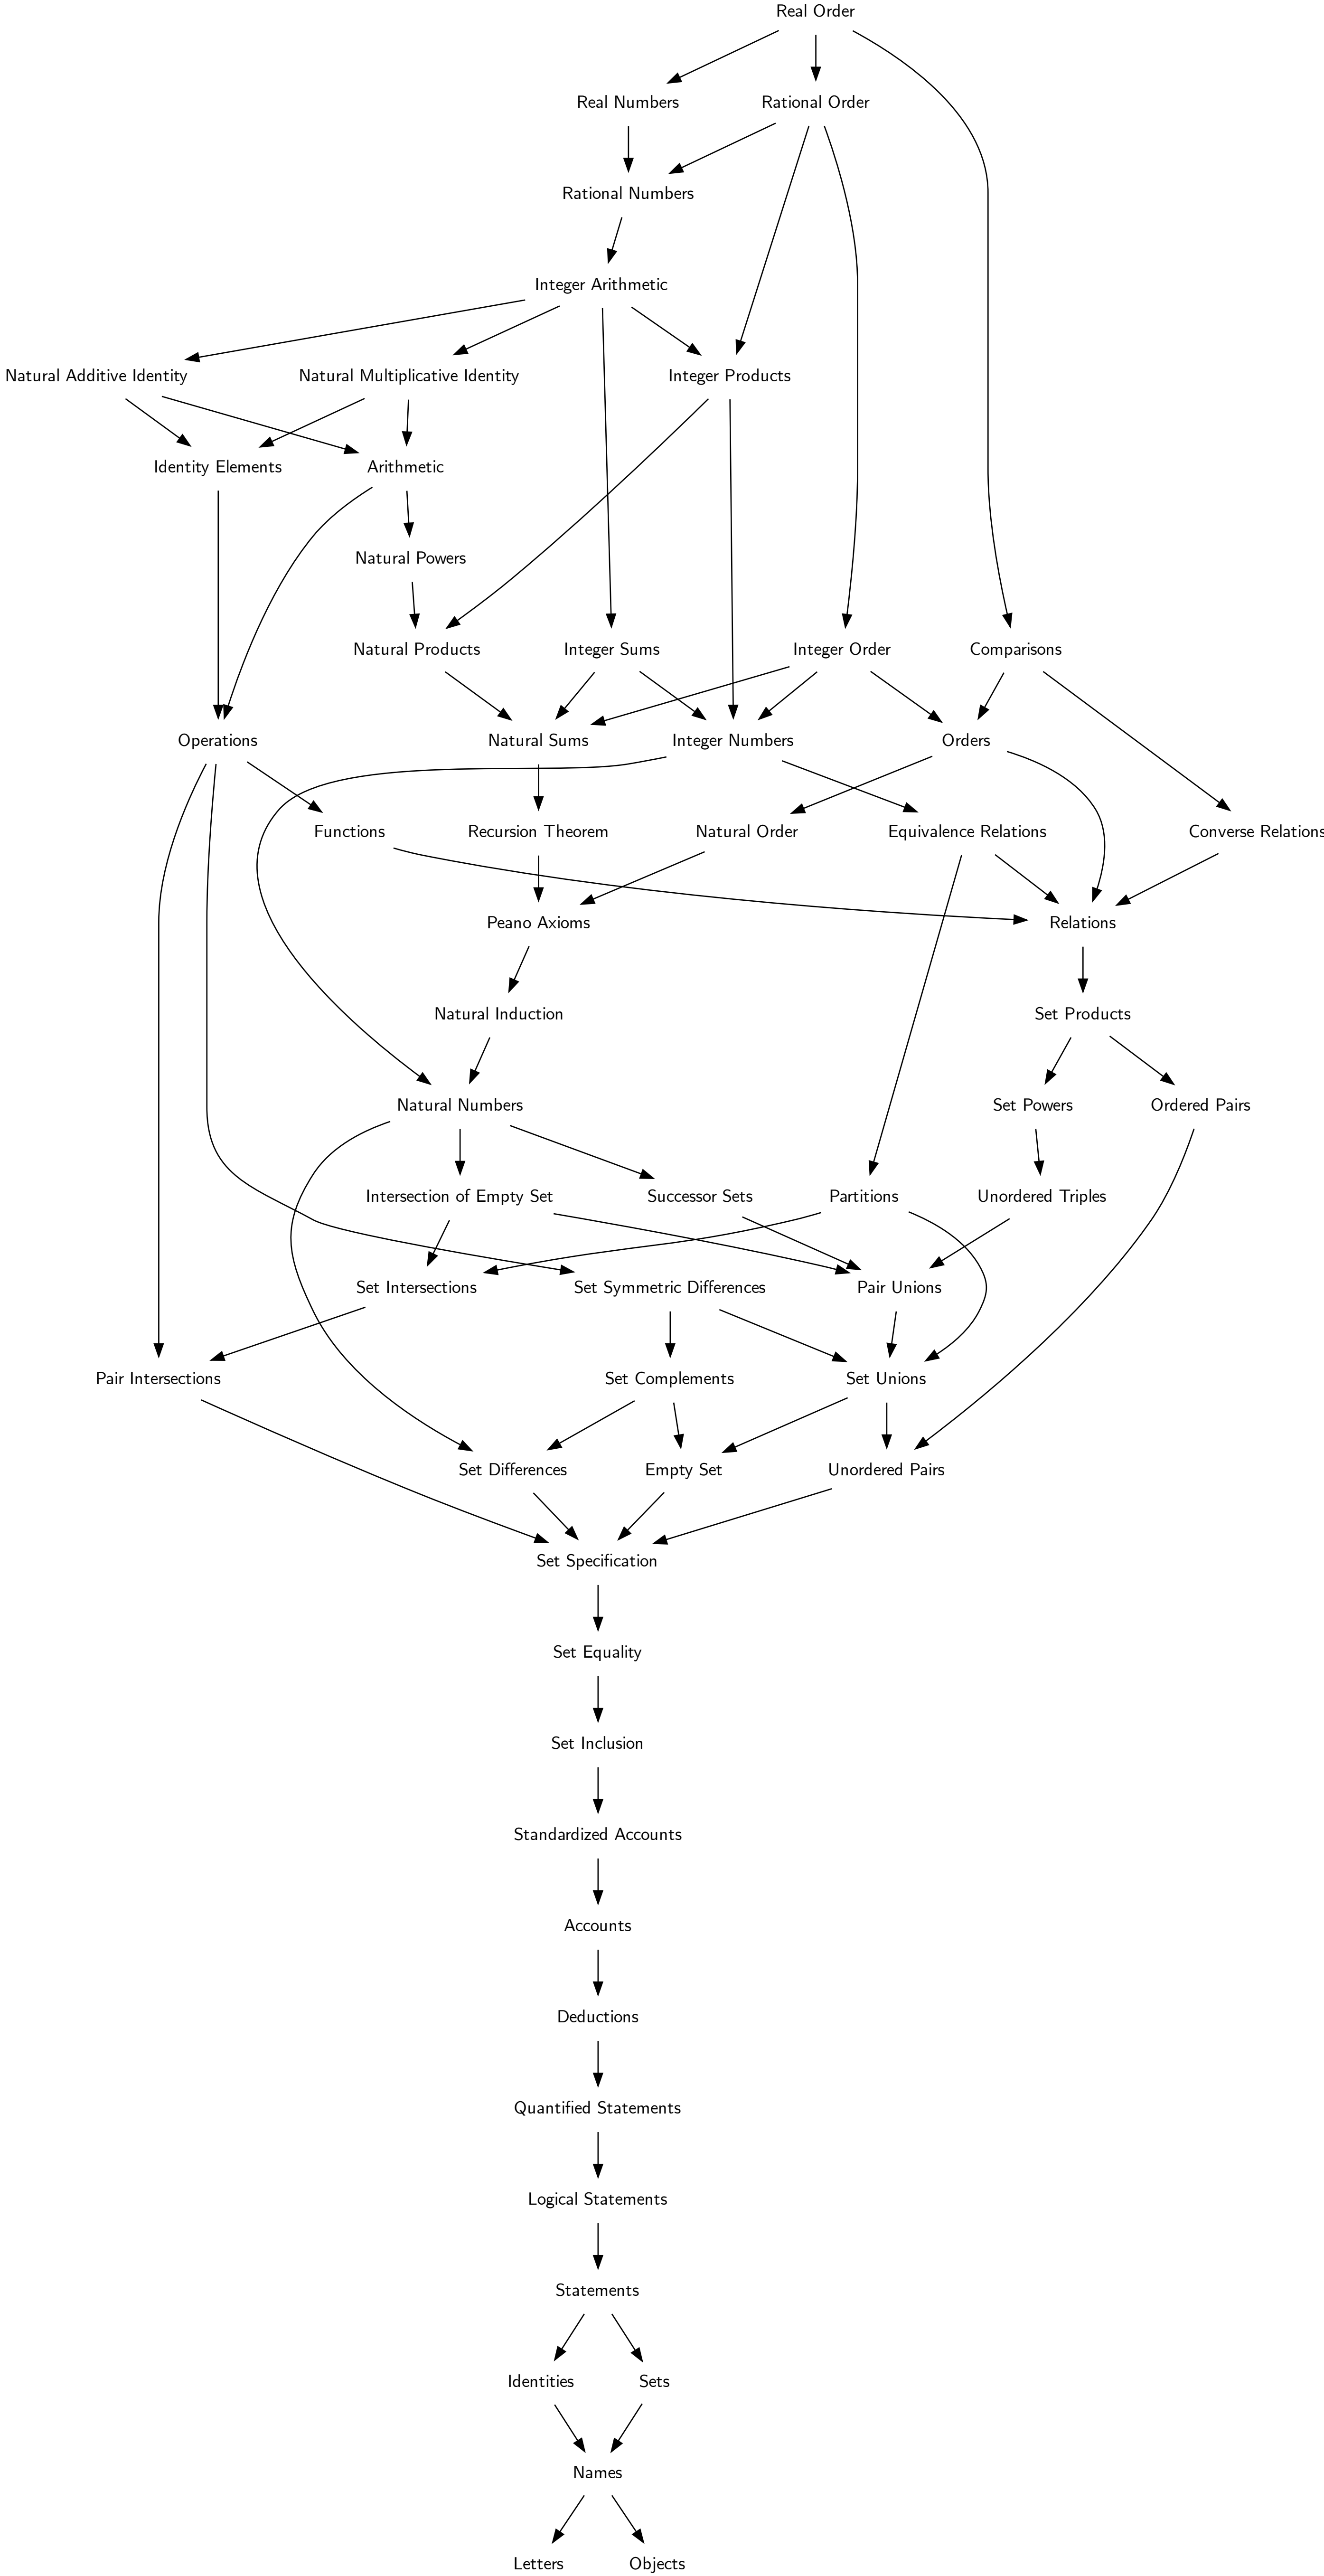 Real Order
Real Numbers
Rational Order
Rational Numbers
Integer Arithmetic
Natural Additive Identity
Natural Multiplicative Identity
Integer Products
Identity Elements
Arithmetic
Natural Powers
Natural Products
Integer Sums
Integer Order
Comparisons
Operations
Natural Sums
Integer Numbers
Orders
Functions
Recursion Theorem
Natural Order
Equivalence Relations
Converse Relations
Peano Axioms
Relations
Natural Induction
Set Products
Natural Numbers
Set Powers
Ordered Pairs
Intersection of Empty Set
Successor Sets
Partitions
Unordered Triples
Set Intersections
Set Symmetric Differences
Pair Unions
Pair Intersections
Set Complements
Set Unions
Set Differences
Empty Set
Unordered Pairs
Set Specification
Set Equality
Set Inclusion
Standardized Accounts
Accounts
Deductions
Quantified Statements
Logical Statements
Statements
Identities
Sets
Names
Letters
Objects